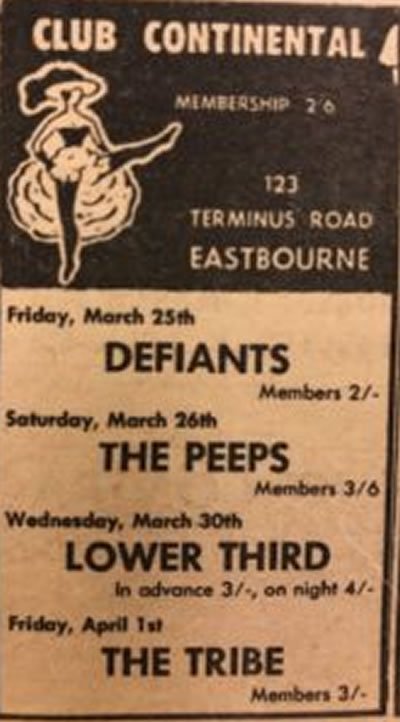 CLUB CONTINENTAL
MEMBERSHIP 2'6
123
TERMINUS ROAD
EASTBOURNE
Friday, March 25th
DEFIANTS
Members 2/-
Saturday, March 26th
THE PEEPS
Members 3/6
Wednesday, March 30th
LOWER THIRD
In advance 3/-, on night 4/-
Friday, April 1st
THE TRIBE
Members 3/-